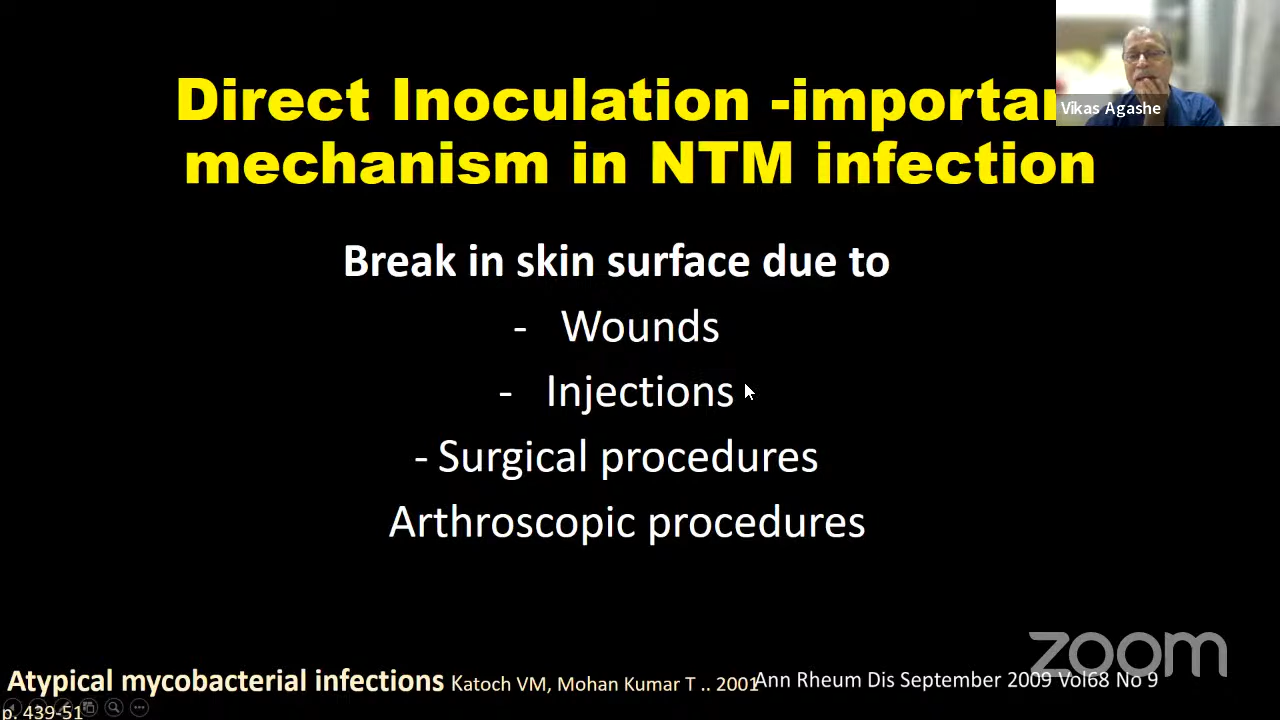 Direct Inoculation -importan
mechanism in NTM infection
Vikas Agashe
Break in skin surface due to
- Wounds
- Injections
- Surgical procedures
Arthroscopic procedures
zoom
Atypical mycobacterial infections Katoch VM, Mohan Kumar T .. 2001
p. 439-51
Ann Rheum Dis September 2009 Vol68 No 9